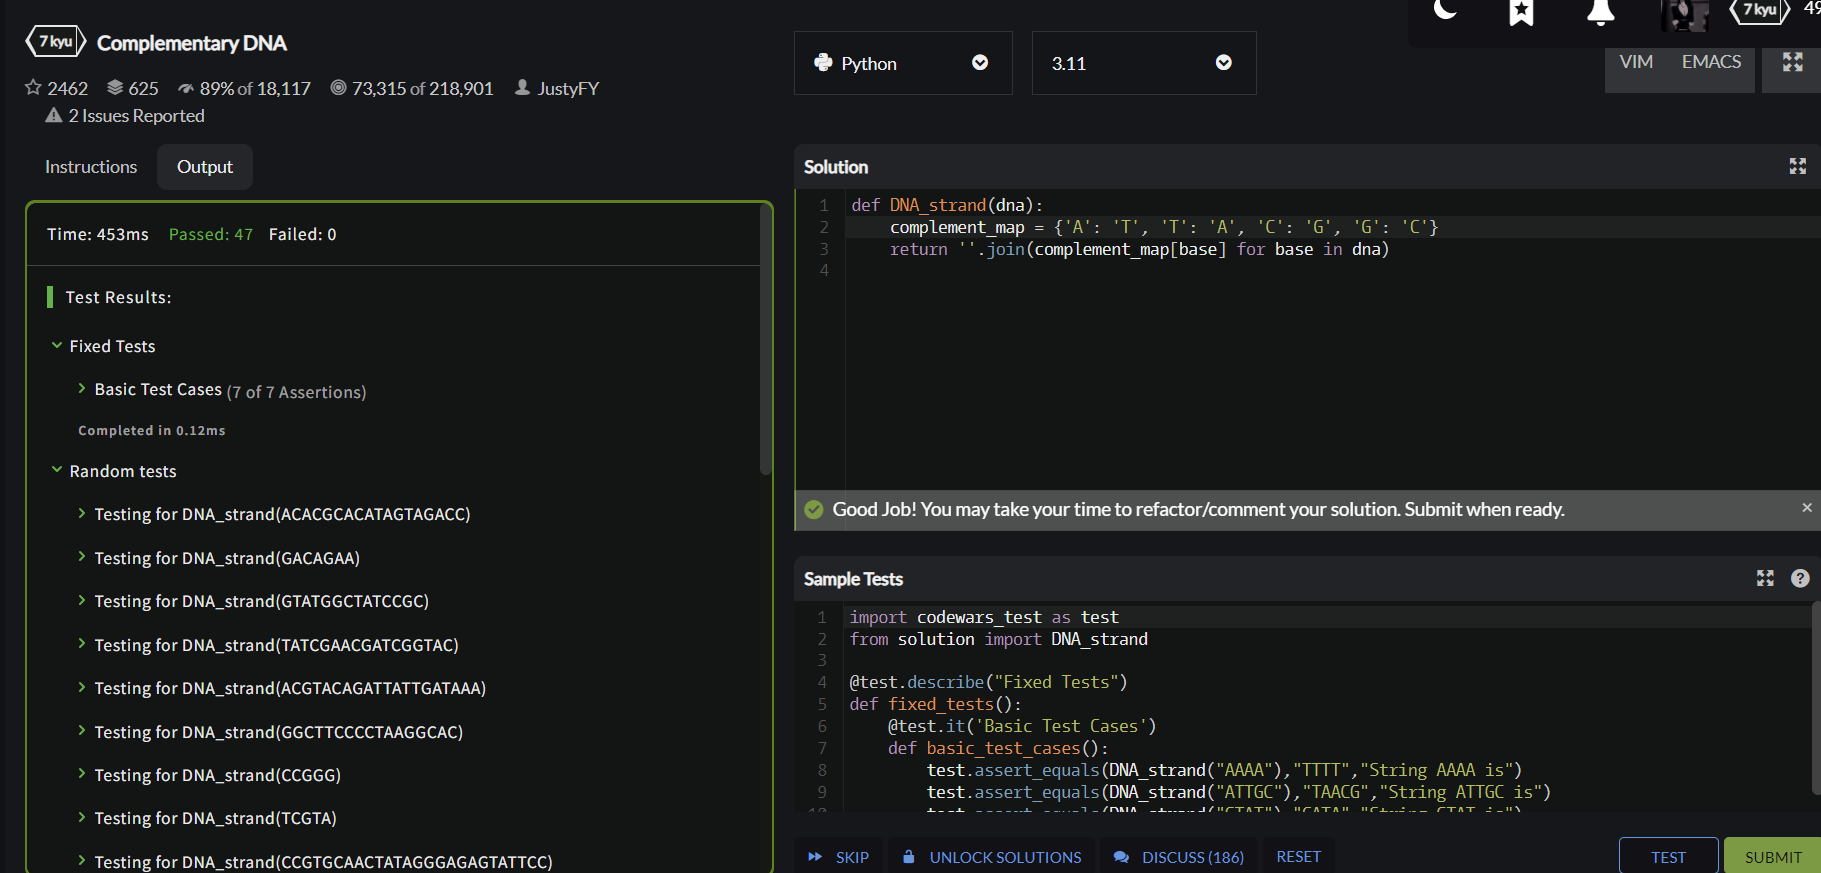 7 kyu Complementary DNA
2462 625 89% of 18,117 73,315 of 218,901 JustyFY
2 Issues Reported
Instructions Output
Time: 453ms Passed: 47 Failed: 0
Test Results:
Fixed Tests
Basic Test Cases (7 of 7 Assertions)
Completed in 0.12ms
Random tests
Testing for DNA_strand(ACACGCACATAGTAGACC)
Testing for DNA_strand(GACAGAA)
Testing for DNA_strand(GTATGGCTATCCGC)
Testing for DNA_strand(TATCGAACGATCGGTAC)
Testing for DNA_strand(ACGTACAGATTATTGATAAA)
Testing for DNA_strand(GGCTTCCCCTAAGGCAC)
Testing for DNA_strand(CCGGG)
Testing for DNA_strand(TCGTA)
Testing for DNA_strand(CCGTGCAACTATAGGGAGAGTATTCC)
7 kyu 49
Python 3.11 VIM EMACS
Solution
1 def DNA_strand(dna):
2 complement_map = {'A': 'T', 'T': 'A', 'C': 'G', 'G': 'C'}
3 return ''.join(complement_map[base] for base in dna)
4
Good Job! You may take your time to refactor/comment your solution. Submit when ready. ×
Sample Tests ?
1 import codewars_test as test
2 from solution import DNA_strand
3
4 @test.describe("Fixed Tests")
5 def fixed_tests():
6 @test.it('Basic Test Cases')
7 def basic_test_cases():
8 test.assert_equals(DNA_strand("AAAA"),"TTTT","String AAAA is")
9 test.assert_equals(DNA_strand("ATTGC"),"TAACG","String ATTGC is")
10 test.assert_equals(DNA_strand("GTAT"),"CATA","String GTAT is")
SKIP UNLOCK SOLUTIONS DISCUSS (186) RESET TEST SUBMIT